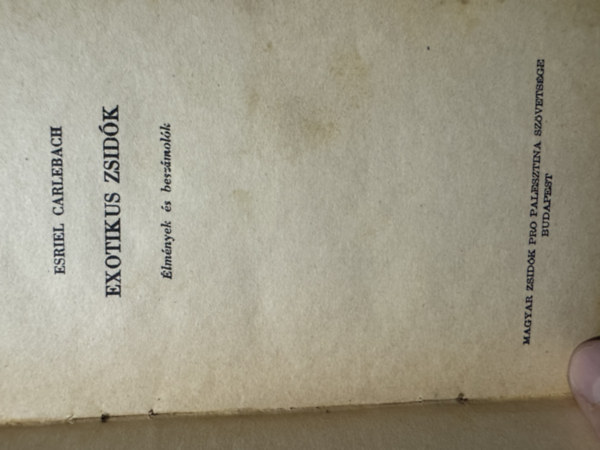 ESRIEL CARLEBACH
EXOTIKUS ZSIDÓK
Élmények és beszámolók
MAGYAR ZSIDÓK PRO PALESZTINA SZÖVETSÉGE
BUDAPEST